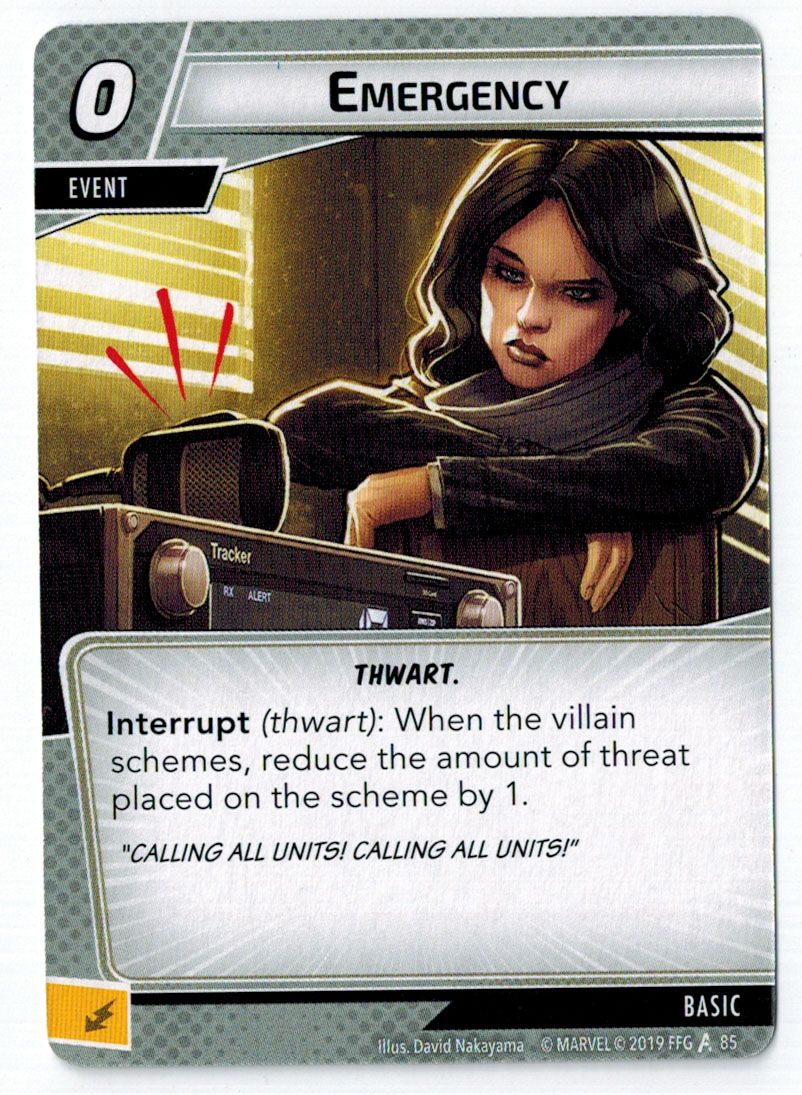 0
EMERGENCY
EVENT
Tracker
RX ALERT
THWART.
Interrupt (thwart): When the villain
schemes, reduce the amount of threat
placed on the scheme by 1.
"CALLING ALL UNITS! CALLING ALL UNITS!"
BASIC
Illus. David Nakayama © MARVEL © 2019 FFG A 85